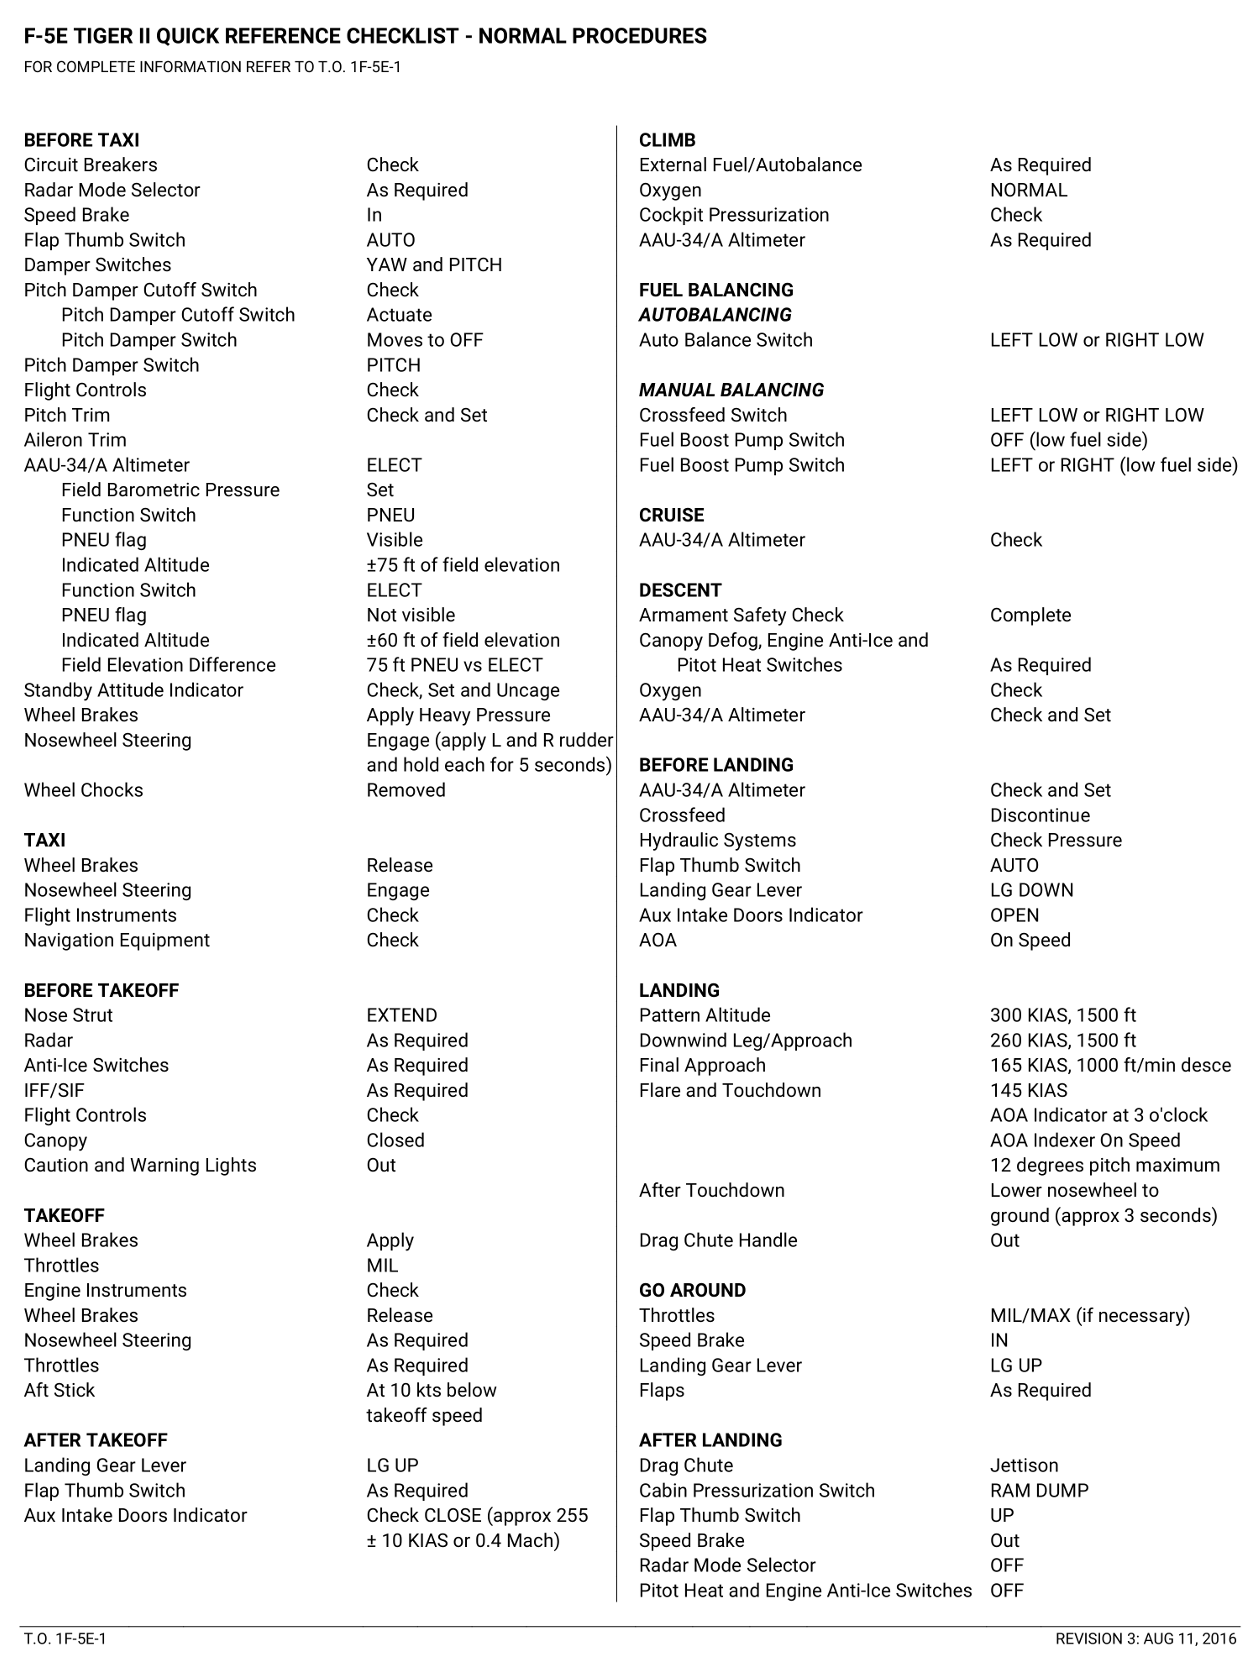 F-5E TIGER II QUICK REFERENCE CHECKLIST - NORMAL PROCEDURES
FOR COMPLETE INFORMATION REFER TO T.O. 1F-5E-1
BEFORE TAXI
Circuit Breakers Check
Radar Mode Selector As Required
Speed Brake In
Flap Thumb Switch AUTO
Damper Switches YAW and PITCH
Pitch Damper Cutoff Switch Check
Pitch Damper Cutoff Switch Actuate
Pitch Damper Switch Moves to OFF
Pitch Damper Switch PITCH
Flight Controls Check
Pitch Trim Check and Set
Aileron Trim
AAU-34/A Altimeter ELECT
Field Barometric Pressure Set
Function Switch PNEU
PNEU flag Visible
Indicated Altitude ±75 ft of field elevation
Function Switch ELECT
PNEU flag Not visible
Indicated Altitude ±60 ft of field elevation
Field Elevation Difference 75 ft PNEU vs ELECT
Standby Attitude Indicator Check, Set and Uncage
Wheel Brakes Apply Heavy Pressure
Nosewheel Steering Engage (apply L and R rudder
and hold each for 5 seconds)
Wheel Chocks Removed
TAXI
Wheel Brakes Release
Nosewheel Steering Engage
Flight Instruments Check
Navigation Equipment Check
BEFORE TAKEOFF
Nose Strut EXTEND
Radar As Required
Anti-Ice Switches As Required
IFF/SIF As Required
Flight Controls Check
Canopy Closed
Caution and Warning Lights Out
TAKEOFF
Wheel Brakes Apply
Throttles MIL
Engine Instruments Check
Wheel Brakes Release
Nosewheel Steering As Required
Throttles As Required
Aft Stick At 10 kts below
takeoff speed
AFTER TAKEOFF
Landing Gear Lever LG UP
Flap Thumb Switch As Required
Aux Intake Doors Indicator Check CLOSE (approx 255
± 10 KIAS or 0.4 Mach)
CLIMB
External Fuel/Autobalance As Required
Oxygen NORMAL
Cockpit Pressurization Check
AAU-34/A Altimeter As Required
FUEL BALANCING
AUTOBALANCING
Auto Balance Switch LEFT LOW or RIGHT LOW
MANUAL BALANCING
Crossfeed Switch LEFT LOW or RIGHT LOW
Fuel Boost Pump Switch OFF (low fuel side)
Fuel Boost Pump Switch LEFT or RIGHT (low fuel side)
CRUISE
AAU-34/A Altimeter Check
DESCENT
Armament Safety Check Complete
Canopy Defog, Engine Anti-Ice and
Pitot Heat Switches As Required
Oxygen Check
AAU-34/A Altimeter Check and Set
BEFORE LANDING
AAU-34/A Altimeter Check and Set
Crossfeed Discontinue
Hydraulic Systems Check Pressure
Flap Thumb Switch AUTO
Landing Gear Lever LG DOWN
Aux Intake Doors Indicator OPEN
AOA On Speed
LANDING
Pattern Altitude 300 KIAS, 1500 ft
Downwind Leg/Approach 260 KIAS, 1500 ft
Final Approach 165 KIAS, 1000 ft/min desce
Flare and Touchdown 145 KIAS
AOA Indicator at 3 o'clock
AOA Indexer On Speed
12 degrees pitch maximum
After Touchdown Lower nosewheel to
ground (approx 3 seconds)
Drag Chute Handle Out
GO AROUND
Throttles MIL/MAX (if necessary)
Speed Brake IN
Landing Gear Lever LG UP
Flaps As Required
AFTER LANDING
Drag Chute Jettison
Cabin Pressurization Switch RAM DUMP
Flap Thumb Switch UP
Speed Brake Out
Radar Mode Selector OFF
Pitot Heat and Engine Anti-Ice Switches OFF
T.O. 1F-5E-1
REVISION 3: AUG 11, 2016